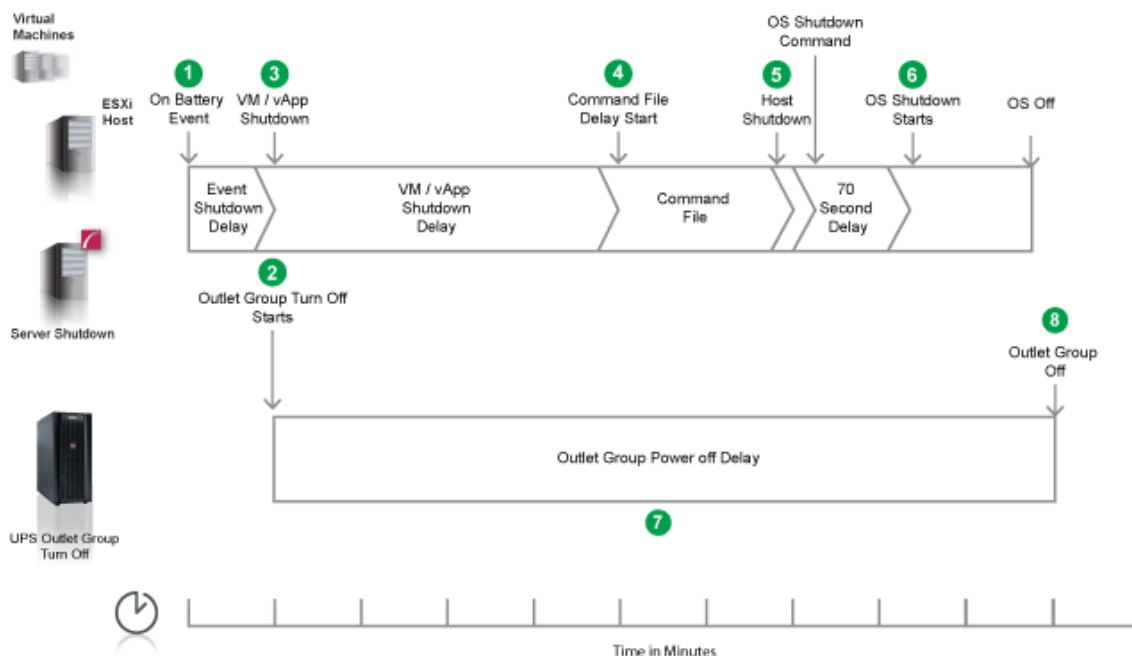 Virtual
Machines
ESXi
Host
OS Shutdown
Command
1
3
4
5
6
On Battery
Event
VM / vApp
Shutdown
Command File
Delay Start
Host
Shutdown
OS Shutdown
Starts
OS Off
Event
Shutdown
Delay
VM / vApp
Shutdown
Delay
Command
File
70
Second
Delay
Server Shutdown
2
Outlet Group Turn Off
Starts
8
Outlet Group
Off
Outlet Group Power off Delay
7
UPS Outlet Group
Turn Off
Time in Minutes